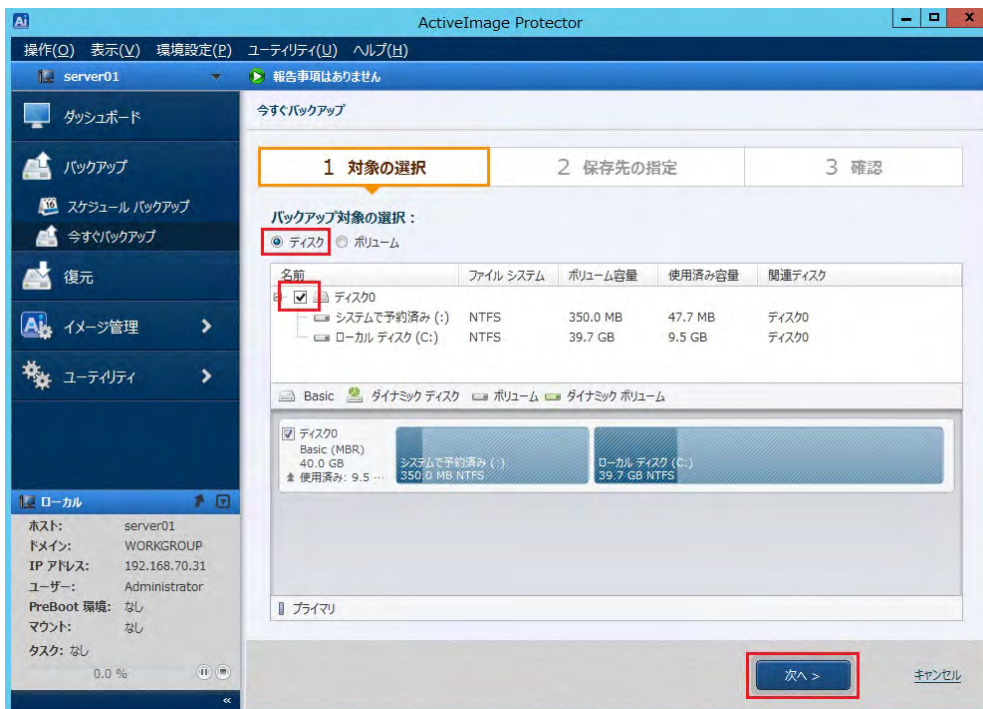 Ai
ActiveImage Protector
操作(O) 表示(V) 環境設定(P) ユーティリティ(U) ヘルプ(H)
server01
報告事項はありません
ダッシュボード
バックアップ
16 スケジュール バックアップ
今すぐバックアップ
復元
Ai イメージ管理
ユーティリティ
今すぐバックアップ
1 対象の選択 2 保存先の指定 3 確認
バックアップ対象の選択：
ディスク ボリューム
名前 ファイル システム ボリューム容量 使用済み容量 関連ディスク
ディスク0
システムで予約済み (:) NTFS 350.0 MB 47.7 MB ディスク0
ローカル ディスク (C:) NTFS 39.7 GB 9.5 GB ディスク0
Basic ダイナミック ディスク ボリューム ダイナミック ボリューム
ディスク0
Basic (MBR)
40.0 GB
使用済み: 9.5 ...
システムで予約済み (:)
350.0 MB NTFS
ローカル ディスク (C:)
39.7 GB NTFS
プライマリ
ローカル
ホスト: server01
ドメイン: WORKGROUP
IP アドレス: 192.168.70.31
ユーザー: Administrator
PreBoot 環境: なし
マウント: なし
タスク: なし
0.0 %
«
次へ >
キャンセル